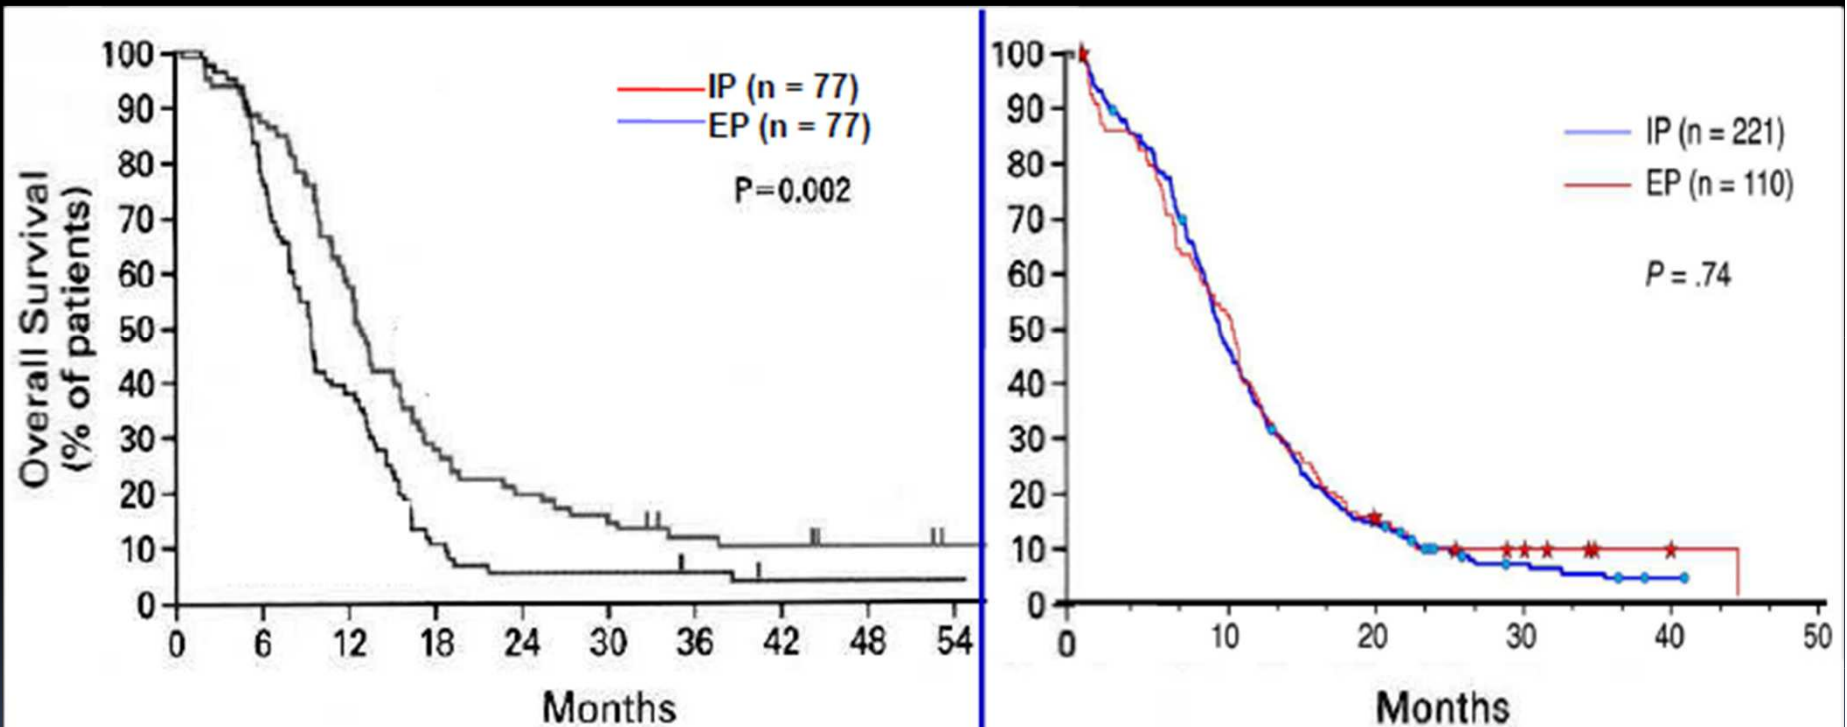 Overall Survival
(% of patients)
100
90
80
70
60
50
40
30
20
10
0
IP (n = 77)
EP (n = 77)
P=0.002
0 6 12 18 24 30 36 42 48 54
Months
100
90
80
70
60
50
40
30
20
10
0
IP (n = 221)
EP (n = 110)
P = .74
0 10 20 30 40 50
Months